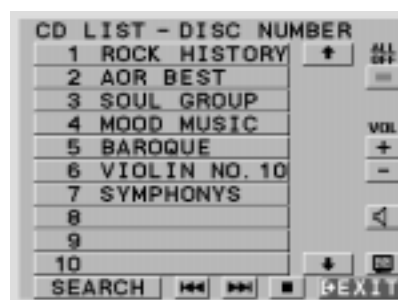 CD LIST - DISC NUMBER
1 ROCK HISTORY
ALL OFF
2 AOR BEST
3 SOUL GROUP
4 MOOD MUSIC
VOL
5 BAROQUE
+
6 VIOLIN NO. 10
-
7 SYMPHONYS
8
9
10
SEARCH EXIT